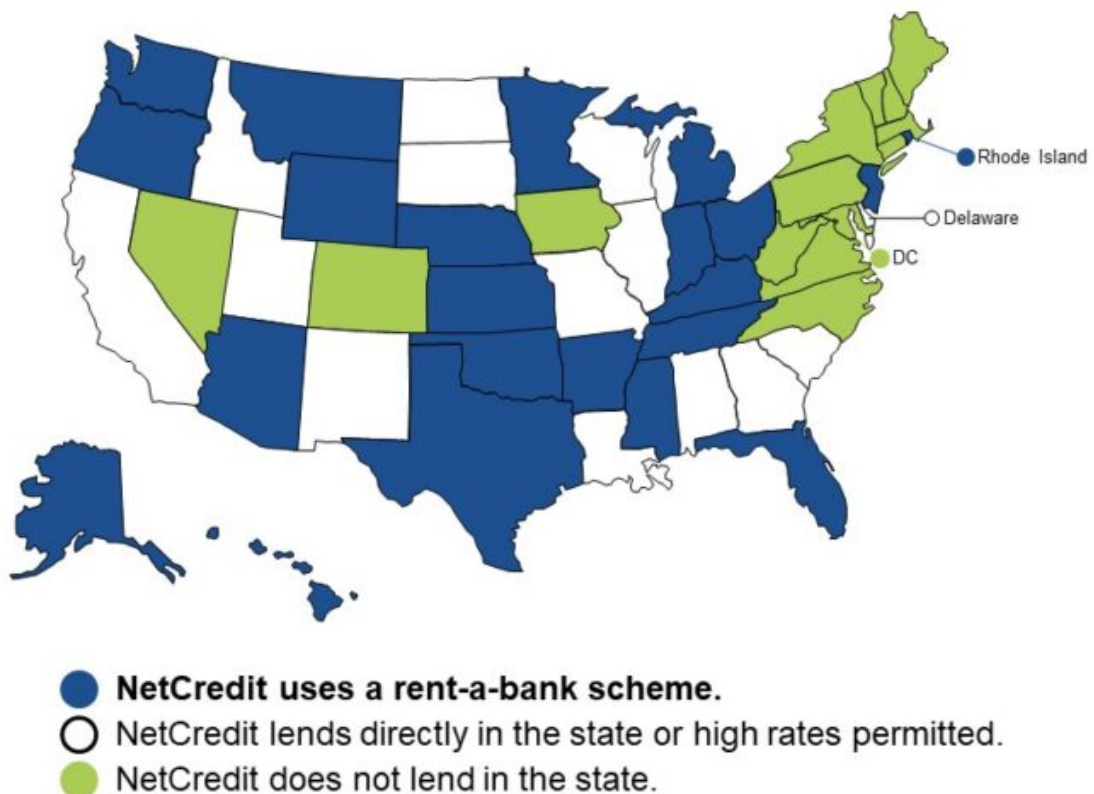 Rhode Island
Delaware
DC
NetCredit uses a rent-a-bank scheme.
NetCredit lends directly in the state or high rates permitted.
NetCredit does not lend in the state.